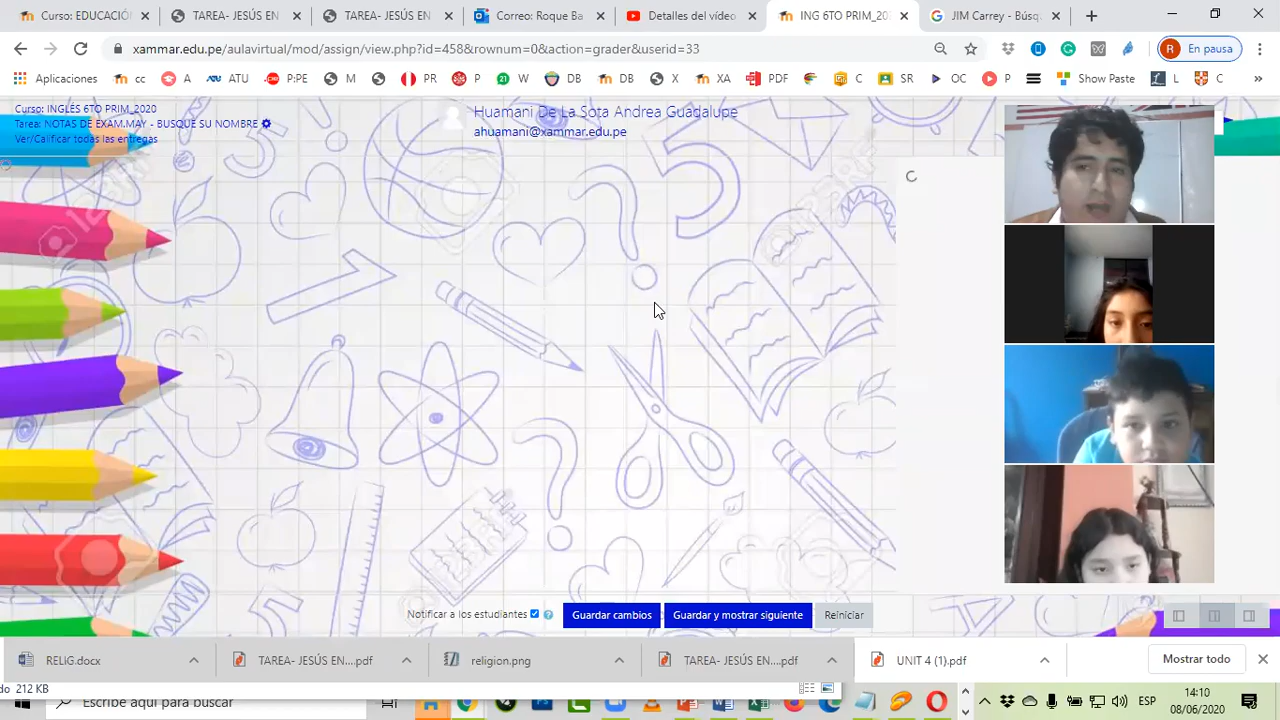 Curso: EDUCACIÓN
TAREA- JESÚS EN
TAREA- JESÚS EN
Correo: Roque Ba
Detalles del vídeo
ING 6TO PRIM_20
JIM Carrey - Búsq
xammar.edu.pe/aulavirtual/mod/assign/view.php?id=458&rownum=0&action=grader&userid=33
R En pausa
Aplicaciones cc A ATU P:PE M PR P W DB DB X XA PDF C SR OC P Show Paste L C »
Curso: INGLÉS 6TO PRIM_2020
Tarea: NOTAS DE EXAM.MAY - BUSQUE SU NOMBRE
Ver/Calificar todas las entregas
Huamani De La Sota Andrea Guadalupe
ahuamani@xammar.edu.pe
Notificar a los estudiantes
Guardar cambios
Guardar y mostrar siguiente
Reiniciar
RELiG.docx
TAREA- JESÚS EN....pdf
religion.png
TAREA- JESÚS EN....pdf
UNIT 4 (1).pdf
Mostrar todo
do 212 KB
Escribe aquí para buscar
ESP
14:10
08/06/2020